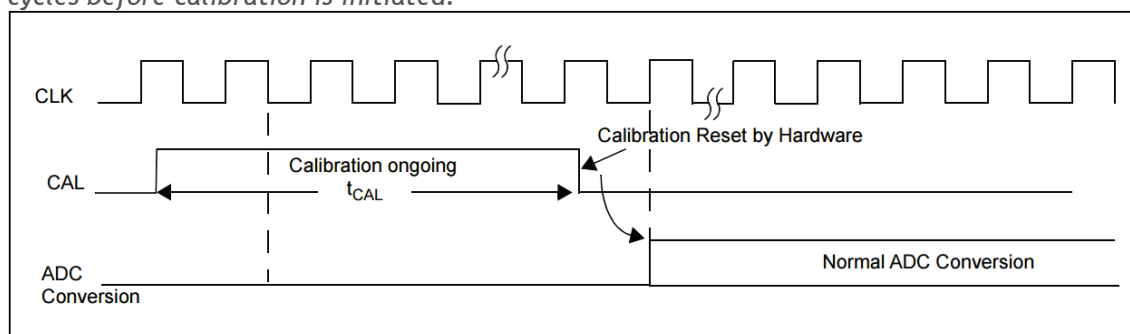 cycles before calibration is initiated.
CLK
Calibration Reset by Hardware
CAL
Calibration ongoing
tCAL
ADC
Conversion
Normal ADC Conversion